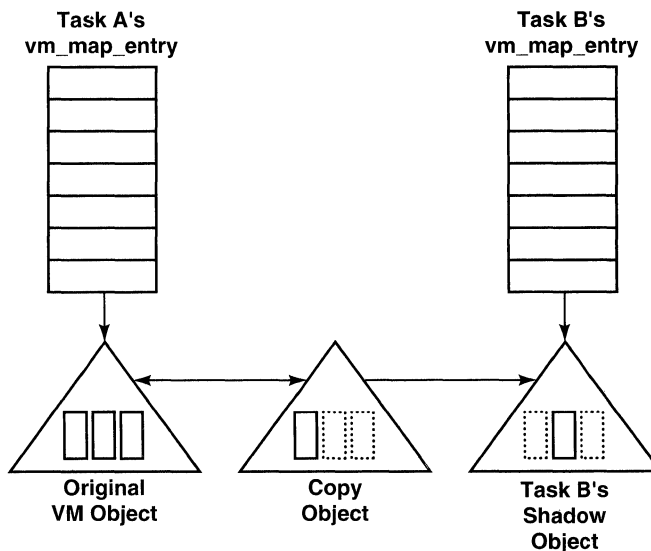 Task A's
vm_map_entry
Task B's
vm_map_entry
Original
VM Object
Copy
Object
Task B's
Shadow
Object